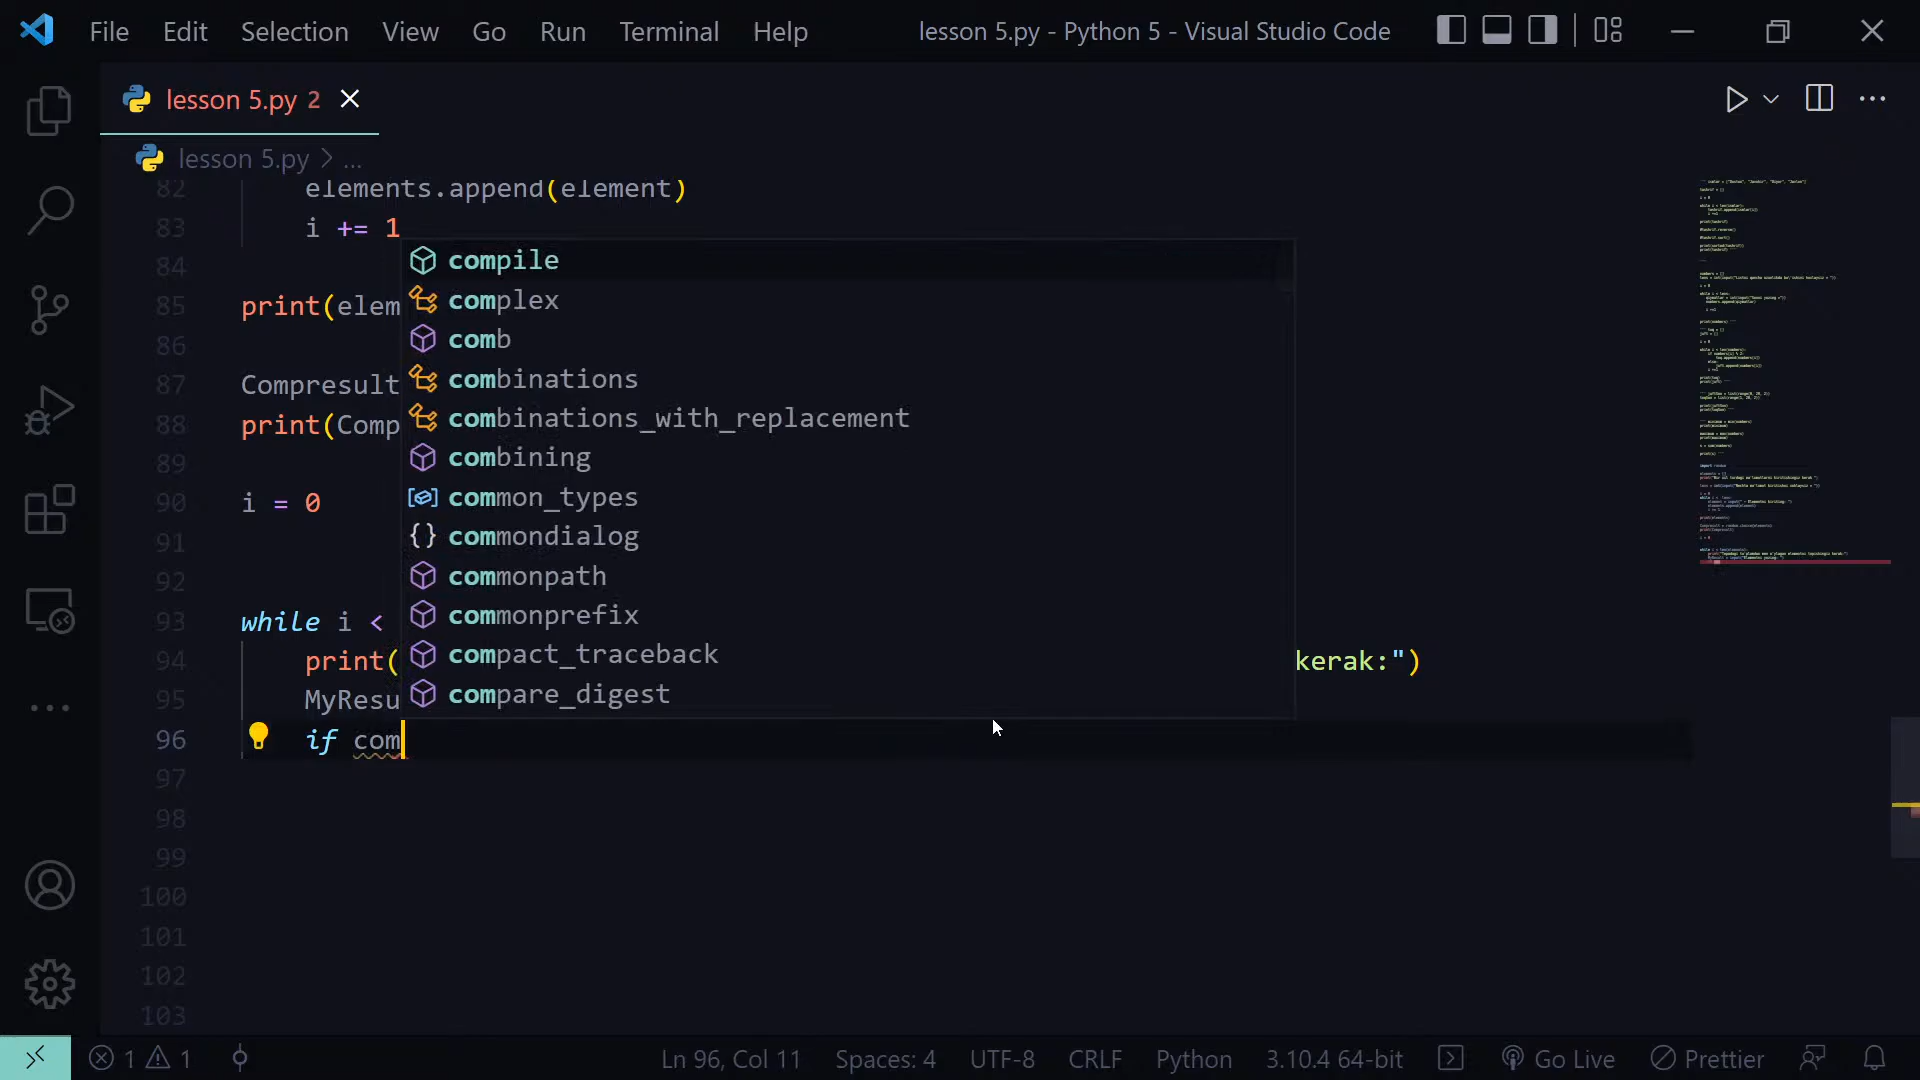 File Edit Selection View Go Run Terminal Help lesson 5.py - Python 5 - Visual Studio Code
lesson 5.py 2
lesson 5.py > ...
82 elements.append(element)
83 i += 1
84
85 print(elem
86
87 Compresult
88 print(Comp
89
90 i = 0
91
92
93 while i <
94 print( kerak:")
95 MyResu
96 if com
97
98
99
100
101
102
103
compile
complex
comb
combinations
combinations_with_replacement
combining
common_types
commondialog
commonpath
commonprefix
compact_traceback
compare_digest
1 1 Ln 96, Col 11 Spaces: 4 UTF-8 CRLF Python 3.10.4 64-bit Go Live Prettier